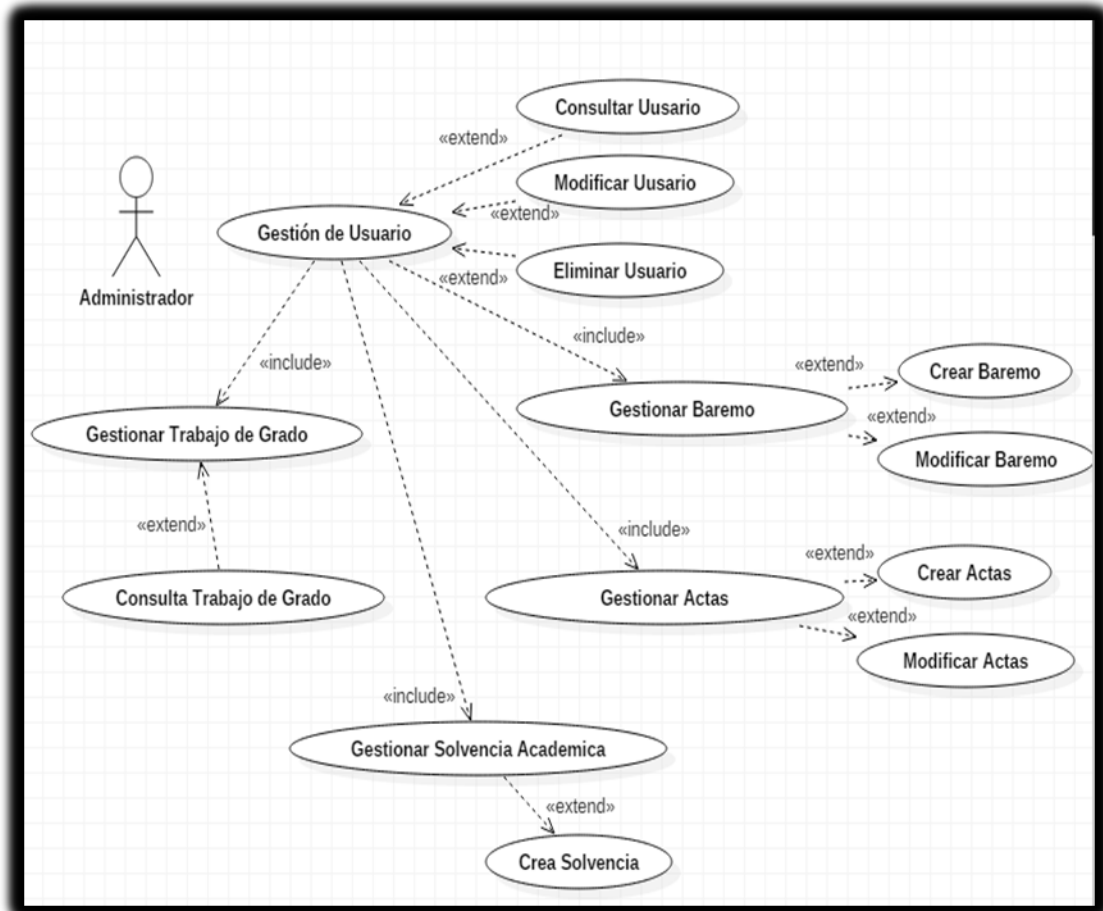 Consultar Uusario
«extend»
Modificar Uusario
«extend»
Gestión de Usuario
Eliminar Usuario
«extend»
Administrador
«include»
«include»
«extend»
Crear Baremo
Gestionar Baremo
«extend»
Gestionar Trabajo de Grado
Modificar Baremo
«extend»
«include»
«extend»
Crear Actas
Consulta Trabajo de Grado
Gestionar Actas
«extend»
Modificar Actas
«include»
Gestionar Solvencia Academica
«extend»
Crea Solvencia